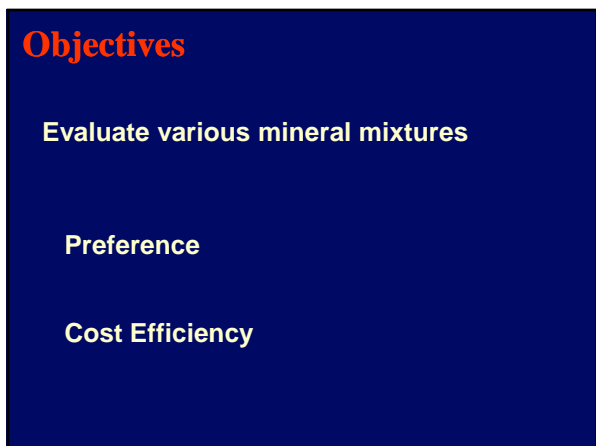 Objectives
Evaluate various mineral mixtures
Preference
Cost Efficiency